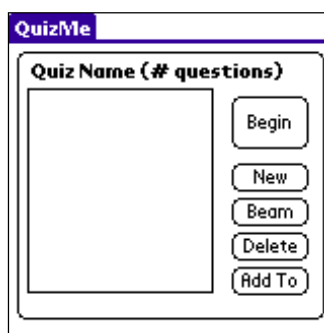 QuizMe
Quiz Name (# questions)
Begin
New
Beam
Delete
Add To